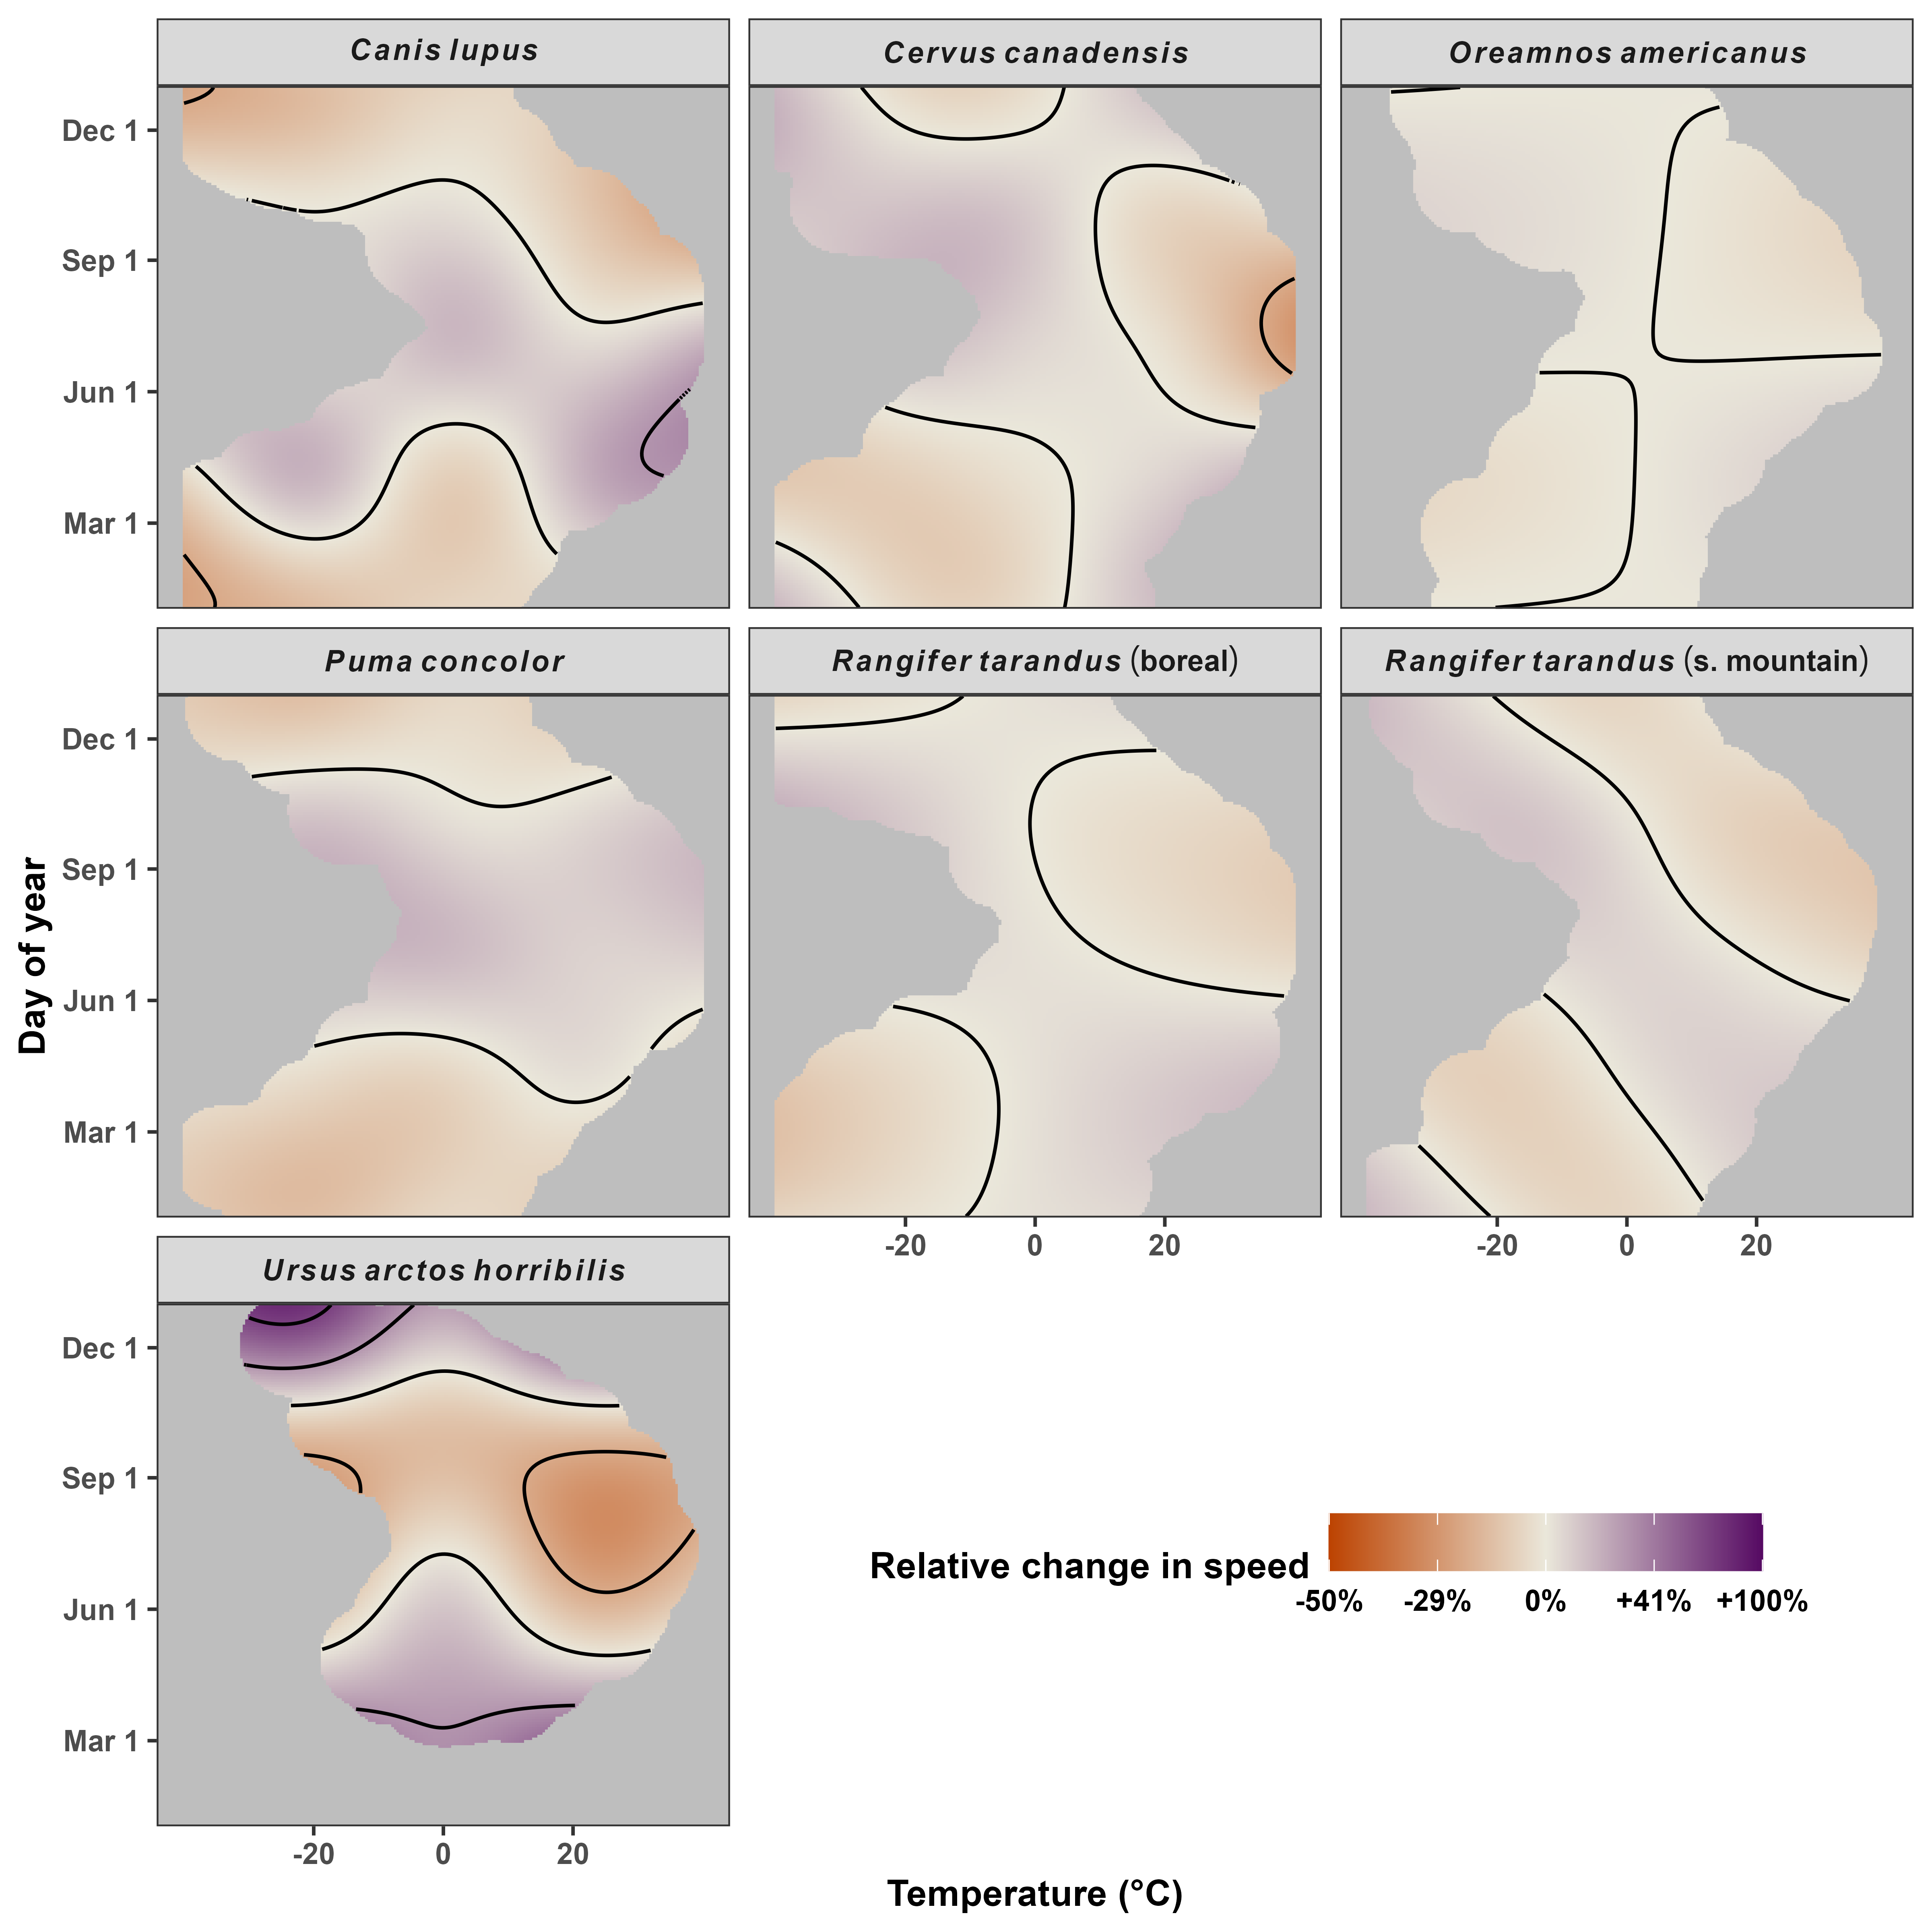 Canis lupus
Cervus canadensis
Oreamnos americanus
Dec 1
Sep 1
Jun 1
Mar 1
Puma concolor
Rangifer tarandus (boreal)
Rangifer tarandus (s. mountain)
Dec 1
Sep 1
Jun 1
Mar 1
-20 0 20
-20 0 20
Day of year
Ursus arctos horribilis
Dec 1
Sep 1
Jun 1
Mar 1
-20 0 20
Relative change in speed
-50% -29% 0% +41% +100%
Temperature (°C)